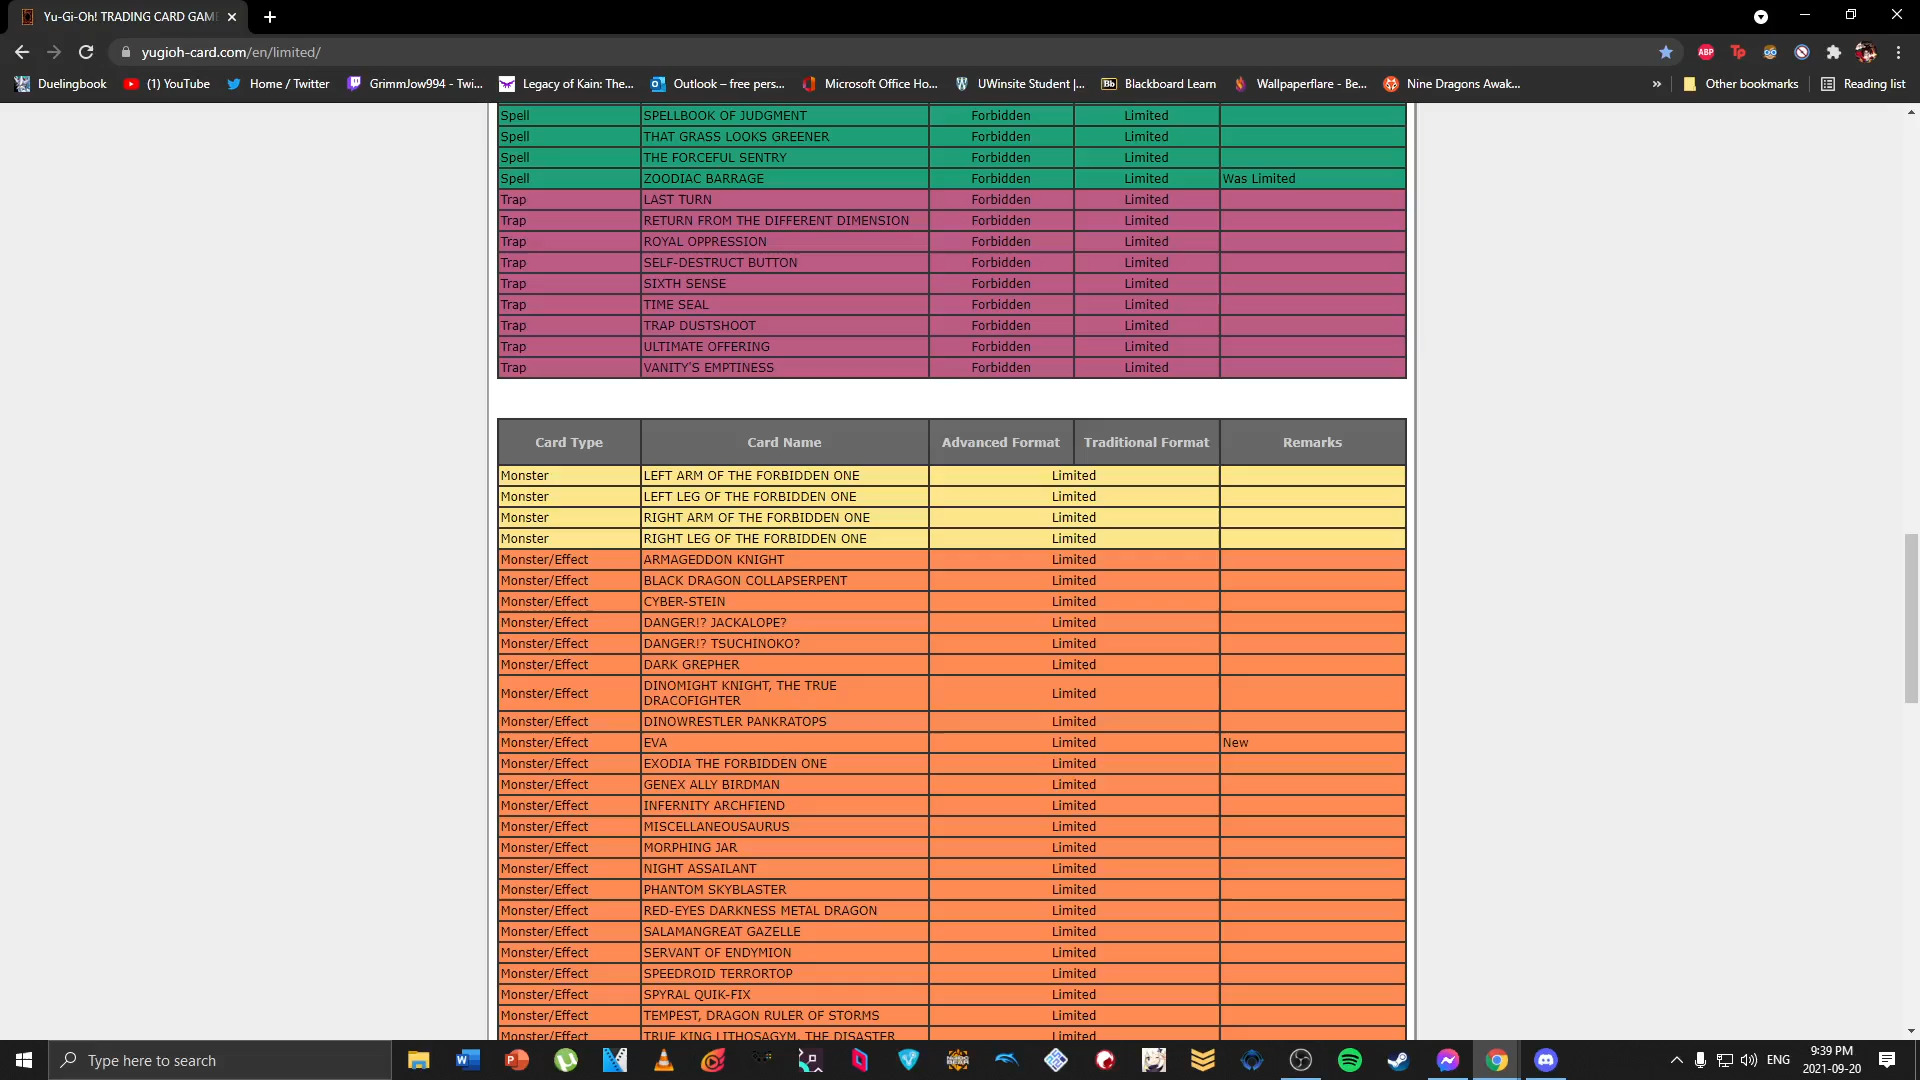 Yu-Gi-Oh! TRADING CARD GAM
yugioh-card.com/en/limited/
ABP
Tp
Duelingbook
(1) YouTube
Home / Twitter
GrimmJow994 - Twi...
Legacy of Kain: The...
Outlook – free pers...
Microsoft Office Ho...
UWinsite Student |...
Bb
Blackboard Learn
Wallpaperflare - Be...
Nine Dragons Awak...
»
Other bookmarks
Reading list
Spell SPELLBOOK OF JUDGMENT Forbidden Limited
Spell THAT GRASS LOOKS GREENER Forbidden Limited
Spell THE FORCEFUL SENTRY Forbidden Limited
Spell ZOODIAC BARRAGE Forbidden Limited Was Limited
Trap LAST TURN Forbidden Limited
Trap RETURN FROM THE DIFFERENT DIMENSION Forbidden Limited
Trap ROYAL OPPRESSION Forbidden Limited
Trap SELF-DESTRUCT BUTTON Forbidden Limited
Trap SIXTH SENSE Forbidden Limited
Trap TIME SEAL Forbidden Limited
Trap TRAP DUSTSHOOT Forbidden Limited
Trap ULTIMATE OFFERING Forbidden Limited
Trap VANITY'S EMPTINESS Forbidden Limited
Card Type Card Name Advanced Format Traditional Format Remarks
Monster LEFT ARM OF THE FORBIDDEN ONE Limited
Monster LEFT LEG OF THE FORBIDDEN ONE Limited
Monster RIGHT ARM OF THE FORBIDDEN ONE Limited
Monster RIGHT LEG OF THE FORBIDDEN ONE Limited
Monster/Effect ARMAGEDDON KNIGHT Limited
Monster/Effect BLACK DRAGON COLLAPSERPENT Limited
Monster/Effect CYBER-STEIN Limited
Monster/Effect DANGER!? JACKALOPE? Limited
Monster/Effect DANGER!? TSUCHINOKO? Limited
Monster/Effect DARK GREPHER Limited
Monster/Effect DINOMIGHT KNIGHT, THE TRUE
DRACOFIGHTER Limited
Monster/Effect DINOWRESTLER PANKRATOPS Limited
Monster/Effect EVA Limited New
Monster/Effect EXODIA THE FORBIDDEN ONE Limited
Monster/Effect GENEX ALLY BIRDMAN Limited
Monster/Effect INFERNITY ARCHFIEND Limited
Monster/Effect MISCELLANEOUSAURUS Limited
Monster/Effect MORPHING JAR Limited
Monster/Effect NIGHT ASSAILANT Limited
Monster/Effect PHANTOM SKYBLASTER Limited
Monster/Effect RED-EYES DARKNESS METAL DRAGON Limited
Monster/Effect SALAMANGREAT GAZELLE Limited
Monster/Effect SERVANT OF ENDYMION Limited
Monster/Effect SPEEDROID TERRORTOP Limited
Monster/Effect SPYRAL QUIK-FIX Limited
Monster/Effect TEMPEST, DRAGON RULER OF STORMS Limited
Monster/Effect TRUE KING LITHOSAGYM, THE DISASTER Limited
Type here to search
ENG
9:39 PM
2021-09-20